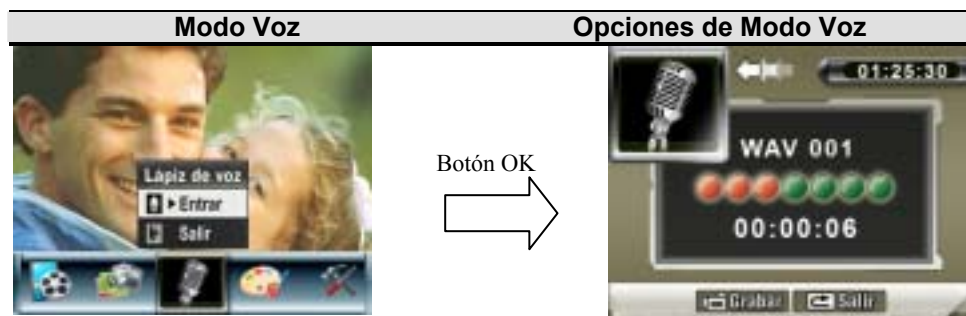 Modo Voz
Opciones de Modo Voz
Lápiz de voz
Entrar
Salir
Botón OK
01:25:30
WAV 001
00:00:06
Grabar
Salir